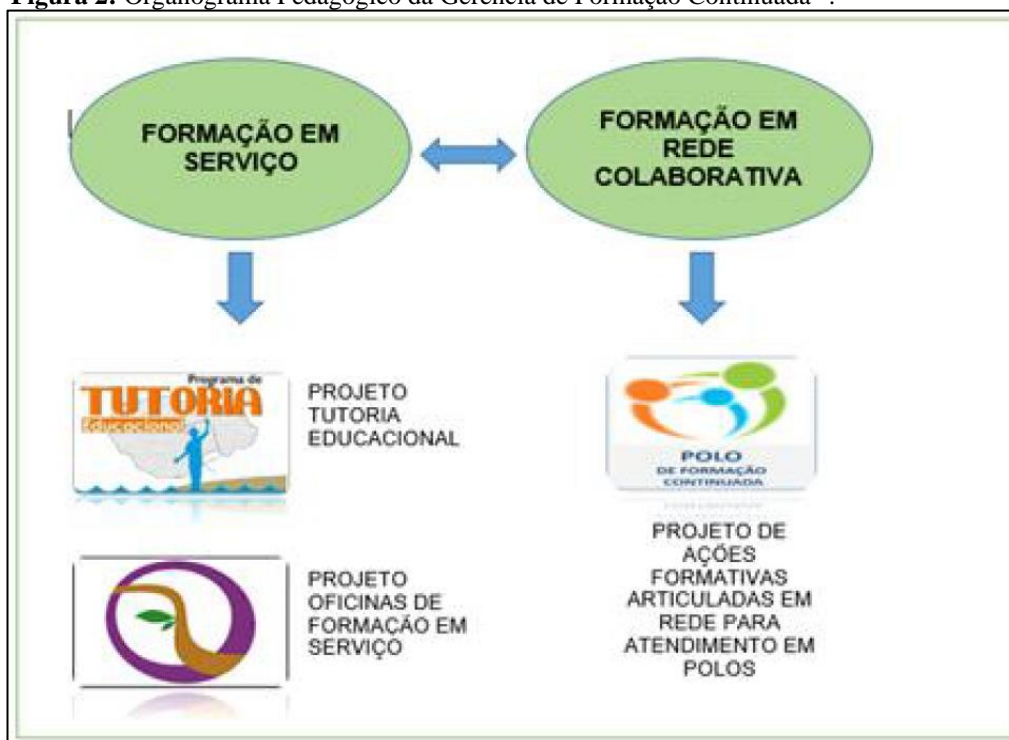 Figura 2: Organograma Pedagógico da Gerência de Formação Continuada
FORMAÇÃO EM
SERVIÇO
FORMAÇÃO EM
REDE
COLABORATIVA
Programa de
TUTORIA
Educacional
PROJETO
TUTORIA
EDUCACIONAL
POLO
DE FORMAÇÃO
CONTINUADA
PROJETO
OFICINAS DE
FORMAÇÃO EM
SERVIÇO
PROJETO DE
AÇÕES
FORMATIVAS
ARTICULADAS EM
REDE PARA
ATENDIMENTO EM
POLOS